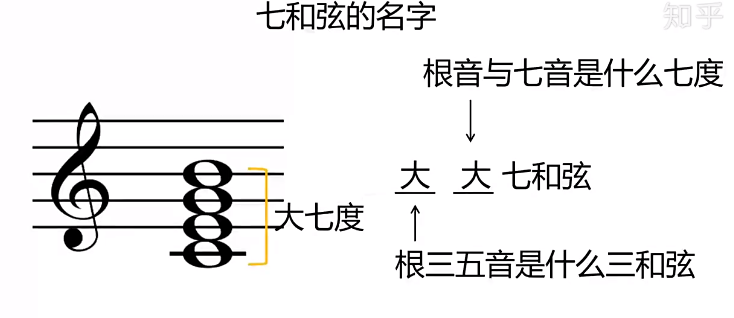 七和弦的名字
知乎
根音与七音是什么七度
大 大 七和弦
大七度
根三五音是什么三和弦